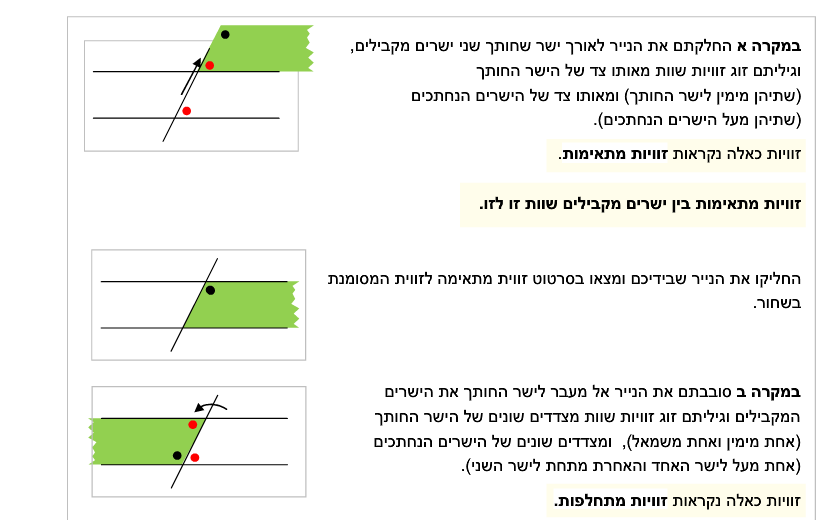 במקרה א החלקתם את הנייר לאורך ישר שחותך שני ישרים מקבילים,
וגיליתם זוג זוויות שוות מאותו צד של הישר החותך
(שתיהן מימין לישר החותך) ומאותו צד של הישרים הנחתכים
(שתיהן מעל הישרים הנחתכים).
זוויות כאלה נקראות זוויות מתאימות.
זוויות מתאימות בין ישרים מקבילים שוות זו לזו.
החליקו את הנייר שבידיכם ומצאו בסרטוט זווית מתאימה לזווית המסומנת
בשחור.
במקרה ב סובבתם את הנייר אל מעבר לישר החותך את הישרים
המקבילים וגיליתם זוג זוויות שוות מצדדים שונים של הישר החותך
(אחת מימין ואחת משמאל), ומצדדים שונים של הישרים הנחתכים
(אחת מעל לישר האחד והאחרת מתחת לישר השני).
זוויות כאלה נקראות זוויות מתחלפות.